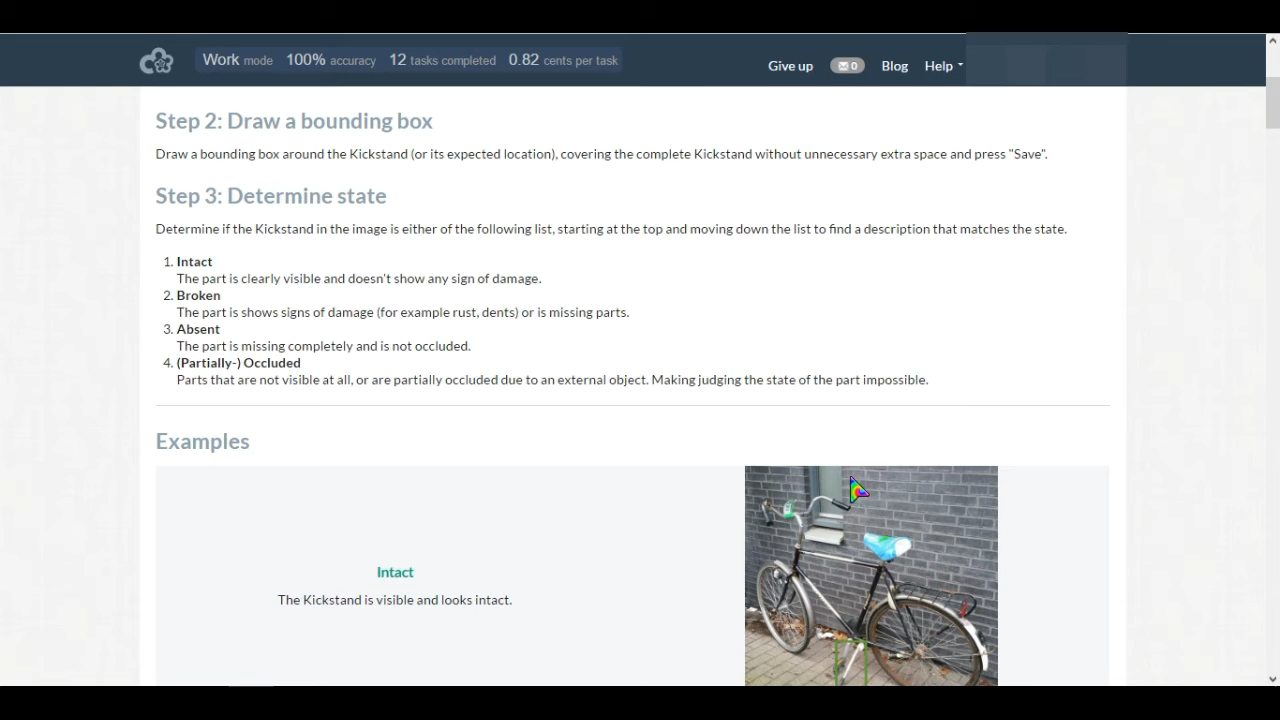 Work mode 100% accuracy 12 tasks completed 0.82 cents per task Give up 0 Blog Help
Step 2: Draw a bounding box
Draw a bounding box around the Kickstand (or its expected location), covering the complete Kickstand without unnecessary extra space and press "Save".
Step 3: Determine state
Determine if the Kickstand in the image is either of the following list, starting at the top and moving down the list to find a description that matches the state.
1. Intact
The part is clearly visible and doesn't show any sign of damage.
2. Broken
The part is shows signs of damage (for example rust, dents) or is missing parts.
3. Absent
The part is missing completely and is not occluded.
4. (Partially-) Occluded
Parts that are not visible at all, or are partially occluded due to an external object. Making judging the state of the part impossible.
Examples
Intact
The Kickstand is visible and looks intact.